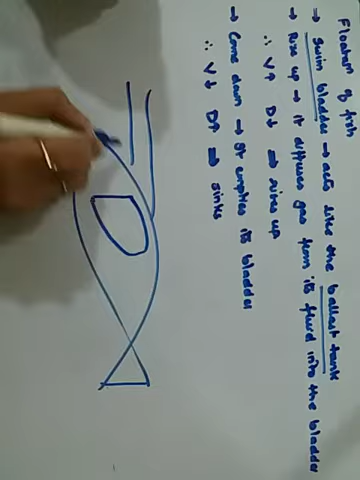 Floatation of fish
→ Swim bladder → acts like the ballast tank
→ Rise up → It diffuses gas from its fluid into the bladder
∴ V↑ D↓ ⇒ rises up
→ Come down → It empties its bladder
∴ V↓ D↑ ⇒ sinks